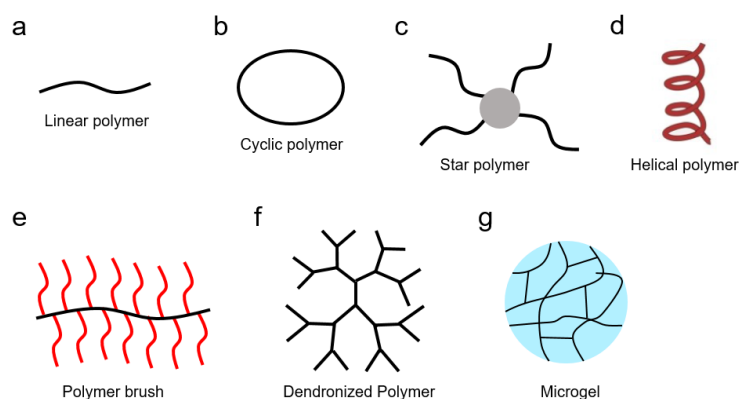 a
b
c
d
Linear polymer
Cyclic polymer
Star polymer
Helical polymer
e
f
g
Polymer brush
Dendronized Polymer
Microgel